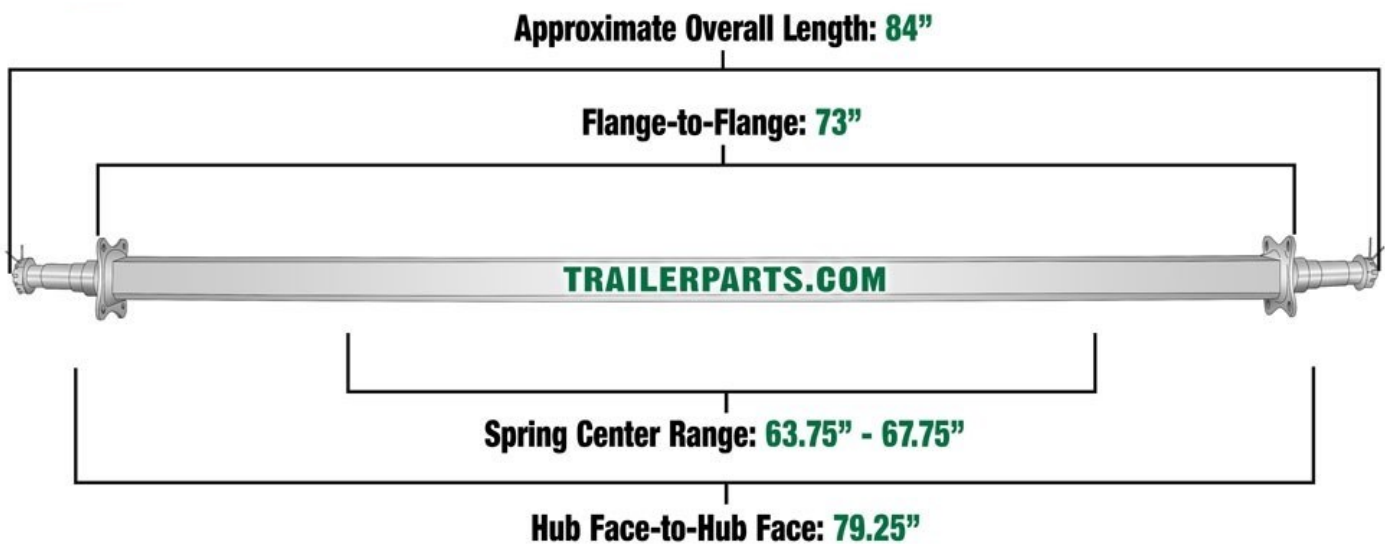 Approximate Overall Length: 84”
Flange-to-Flange: 73”
TRAILERPARTS.COM
Spring Center Range: 63.75” - 67.75”
Hub Face-to-Hub Face: 79.25”